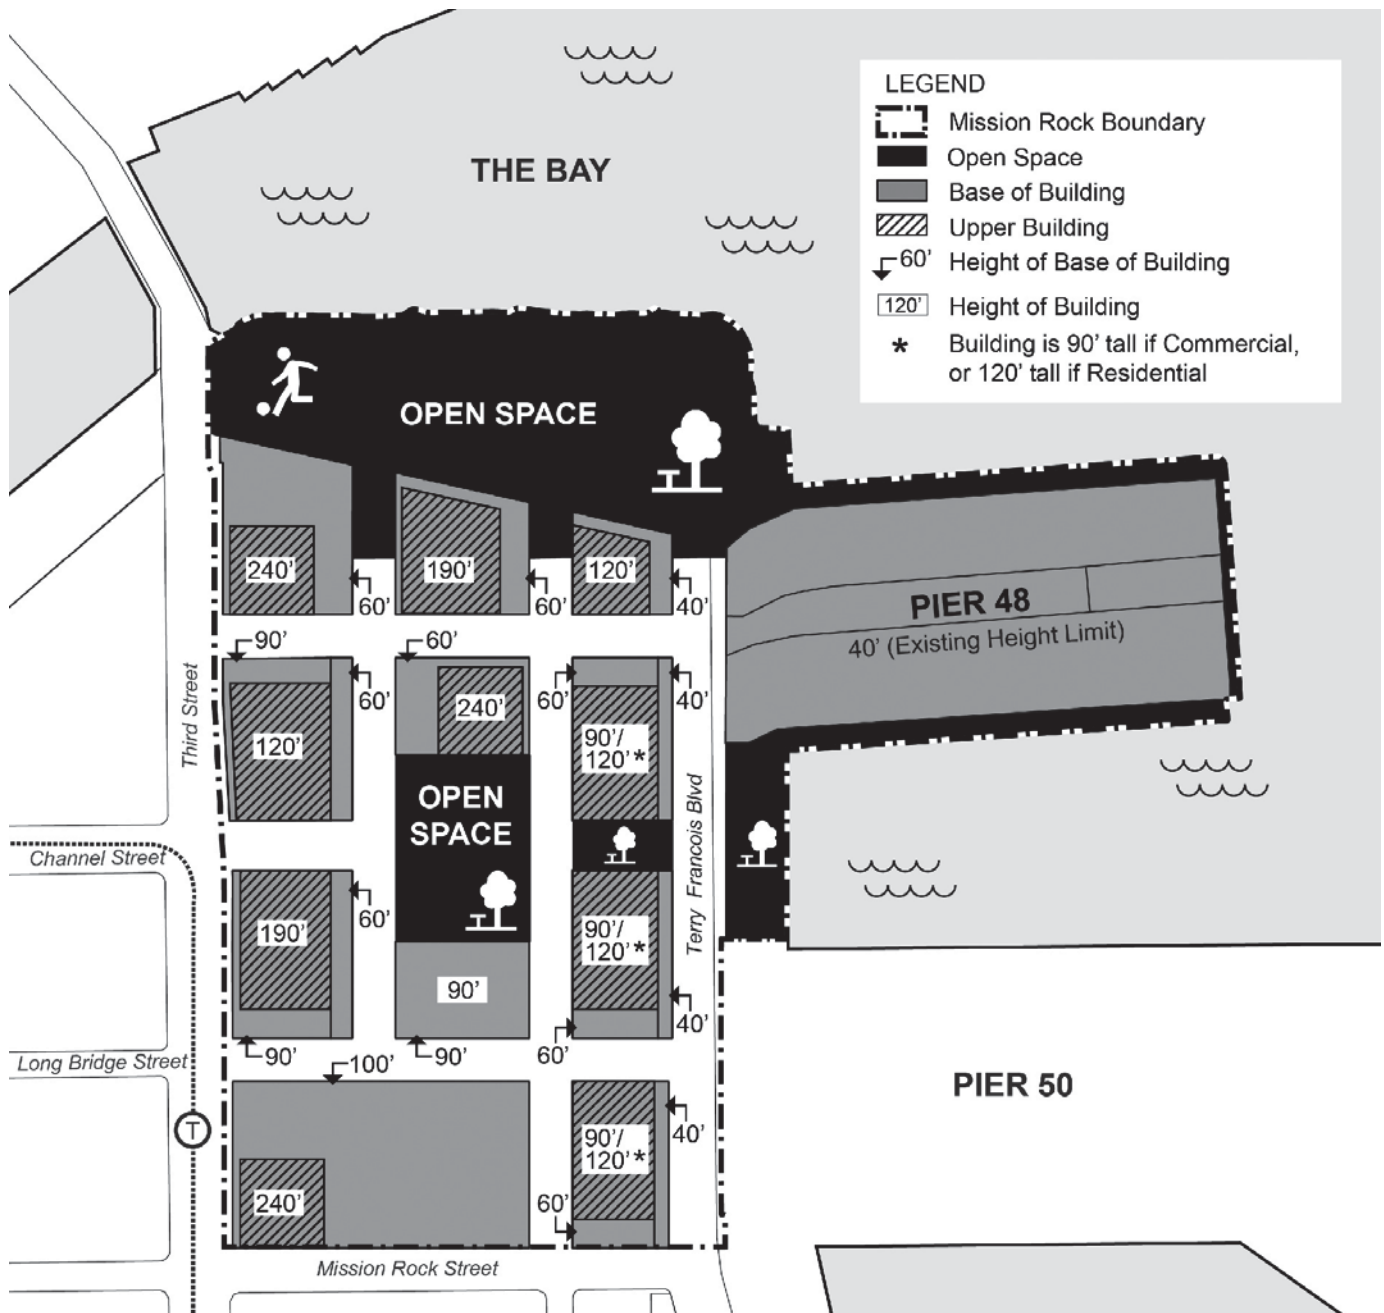 LEGEND
Mission Rock Boundary
Open Space
Base of Building
Upper Building
60' Height of Base of Building
120' Height of Building
* Building is 90' tall if Commercial,
or 120' tall if Residential
THE BAY
OPEN SPACE
240'
60'
190'
60'
120'
40'
PIER 48
40' (Existing Height Limit)
Third Street
90'
60'
120'
60'
240'
60'
40'
90'/
120'*
OPEN
SPACE
Terry Francois Blvd
Channel Street
190'
60'
90'
90'/
120'*
40'
60'
90'
90'
Long Bridge Street
100'
T
240'
90'/
120'*
40'
60'
PIER 50
Mission Rock Street